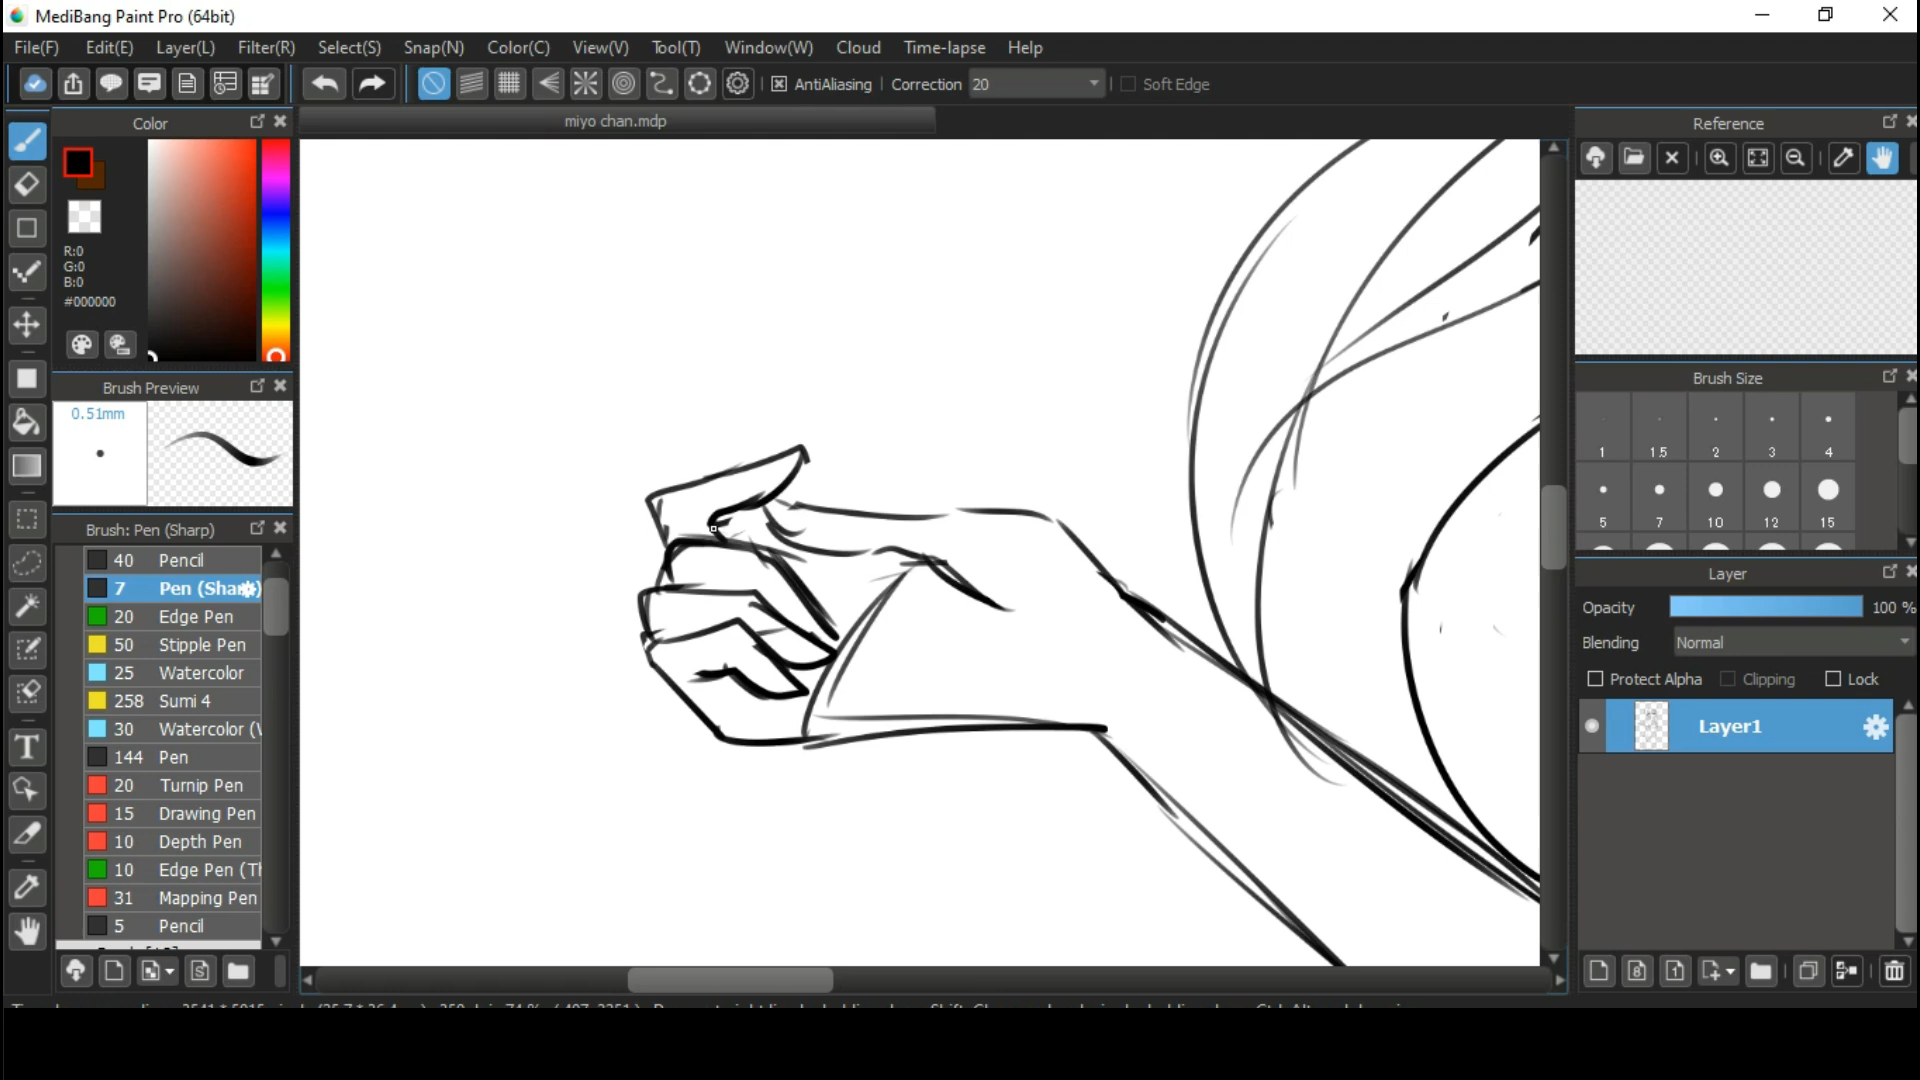 MediBang Paint Pro (64bit)
File(F) Edit(E) Layer(L) Filter(R) Select(S) Snap(N) Color(C) View(V) Tool(T) Window(W) Cloud Time-lapse Help
AntiAliasing Correction 20 Soft Edge
Color
miyo chan.mdp
Reference
R:0
G:0
B:0
#000000
Brush Preview
0.51mm
Brush Size
1 1.5 2 3 4
5 7 10 12 15
Brush: Pen (Sharp)
40 Pencil
7 Pen (Sha
20 Edge Pen
50 Stipple Pen
25 Watercolor
258 Sumi 4
30 Watercolor (
144 Pen
20 Turnip Pen
15 Drawing Pen
10 Depth Pen
10 Edge Pen (T
31 Mapping Pen
5 Pencil
Layer
Opacity 100 %
Blending Normal
Protect Alpha Clipping Lock
Layer1
T
8
1
S